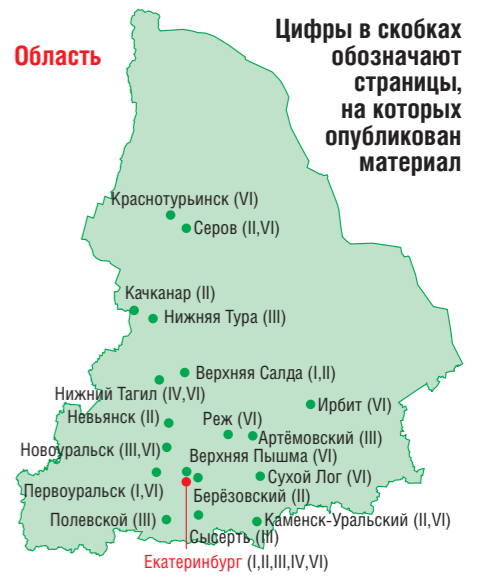 Область
Цифры в скобках
обозначают
страницы,
на которых
опубликован
материал
Краснотурьинск (VI)
Серов (II,VI)
Качканар (II)
Нижняя Тура (III)
Верхняя Салда (I,II)
Нижний Тагил (IV,VI)
Ирбит (VI)
Невьянск (II)
Реж (VI)
Артёмовский (III)
Новоуральск (III,VI)
Верхняя Пышма (VI)
Сухой Лог (VI)
Первоуральск (I,VI)
Берёзовский (II)
Полевской (III)
Каменск-Уральский (II,VI)
Сысерть (III)
Екатеринбург (I,II,III,IV,VI)